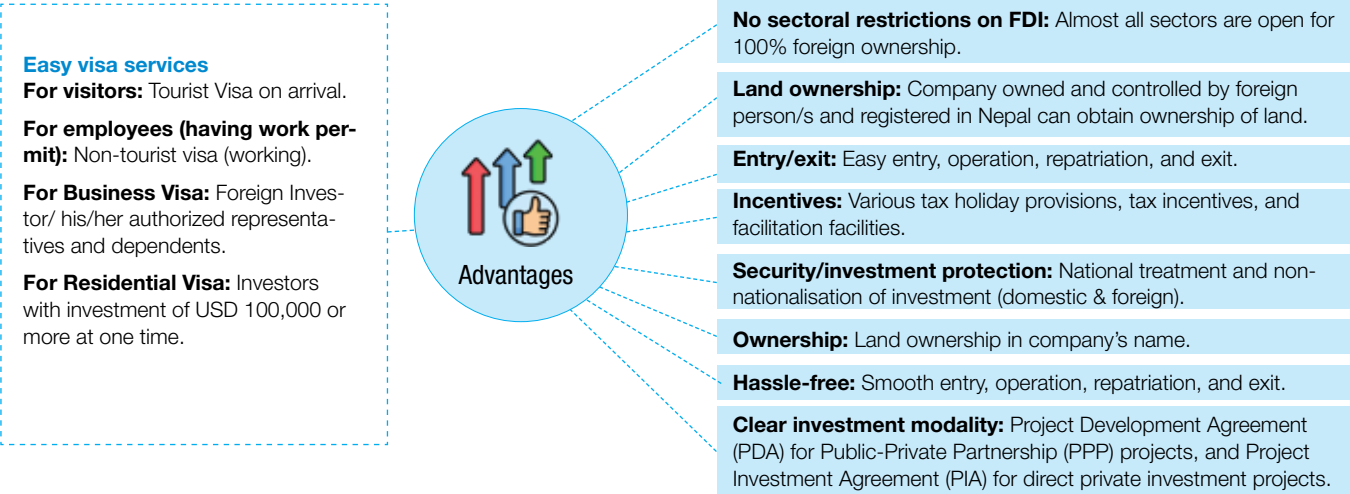 Easy visa services
For visitors: Tourist Visa on arrival.
For employees (having work per-
mit): Non-tourist visa (working).
For Business Visa: Foreign Inves-
tor/ his/her authorized representa-
tives and dependents.
For Residential Visa: Investors
with investment of USD 100,000 or
more at one time.
Advantages
No sectoral restrictions on FDI: Almost all sectors are open for
100% foreign ownership.
Land ownership: Company owned and controlled by foreign
person/s and registered in Nepal can obtain ownership of land.
Entry/exit: Easy entry, operation, repatriation, and exit.
Incentives: Various tax holiday provisions, tax incentives, and
facilitation facilities.
Security/investment protection: National treatment and non-
nationalisation of investment (domestic & foreign).
Ownership: Land ownership in company’s name.
Hassle-free: Smooth entry, operation, repatriation, and exit.
Clear investment modality: Project Development Agreement
(PDA) for Public-Private Partnership (PPP) projects, and Project
Investment Agreement (PIA) for direct private investment projects.